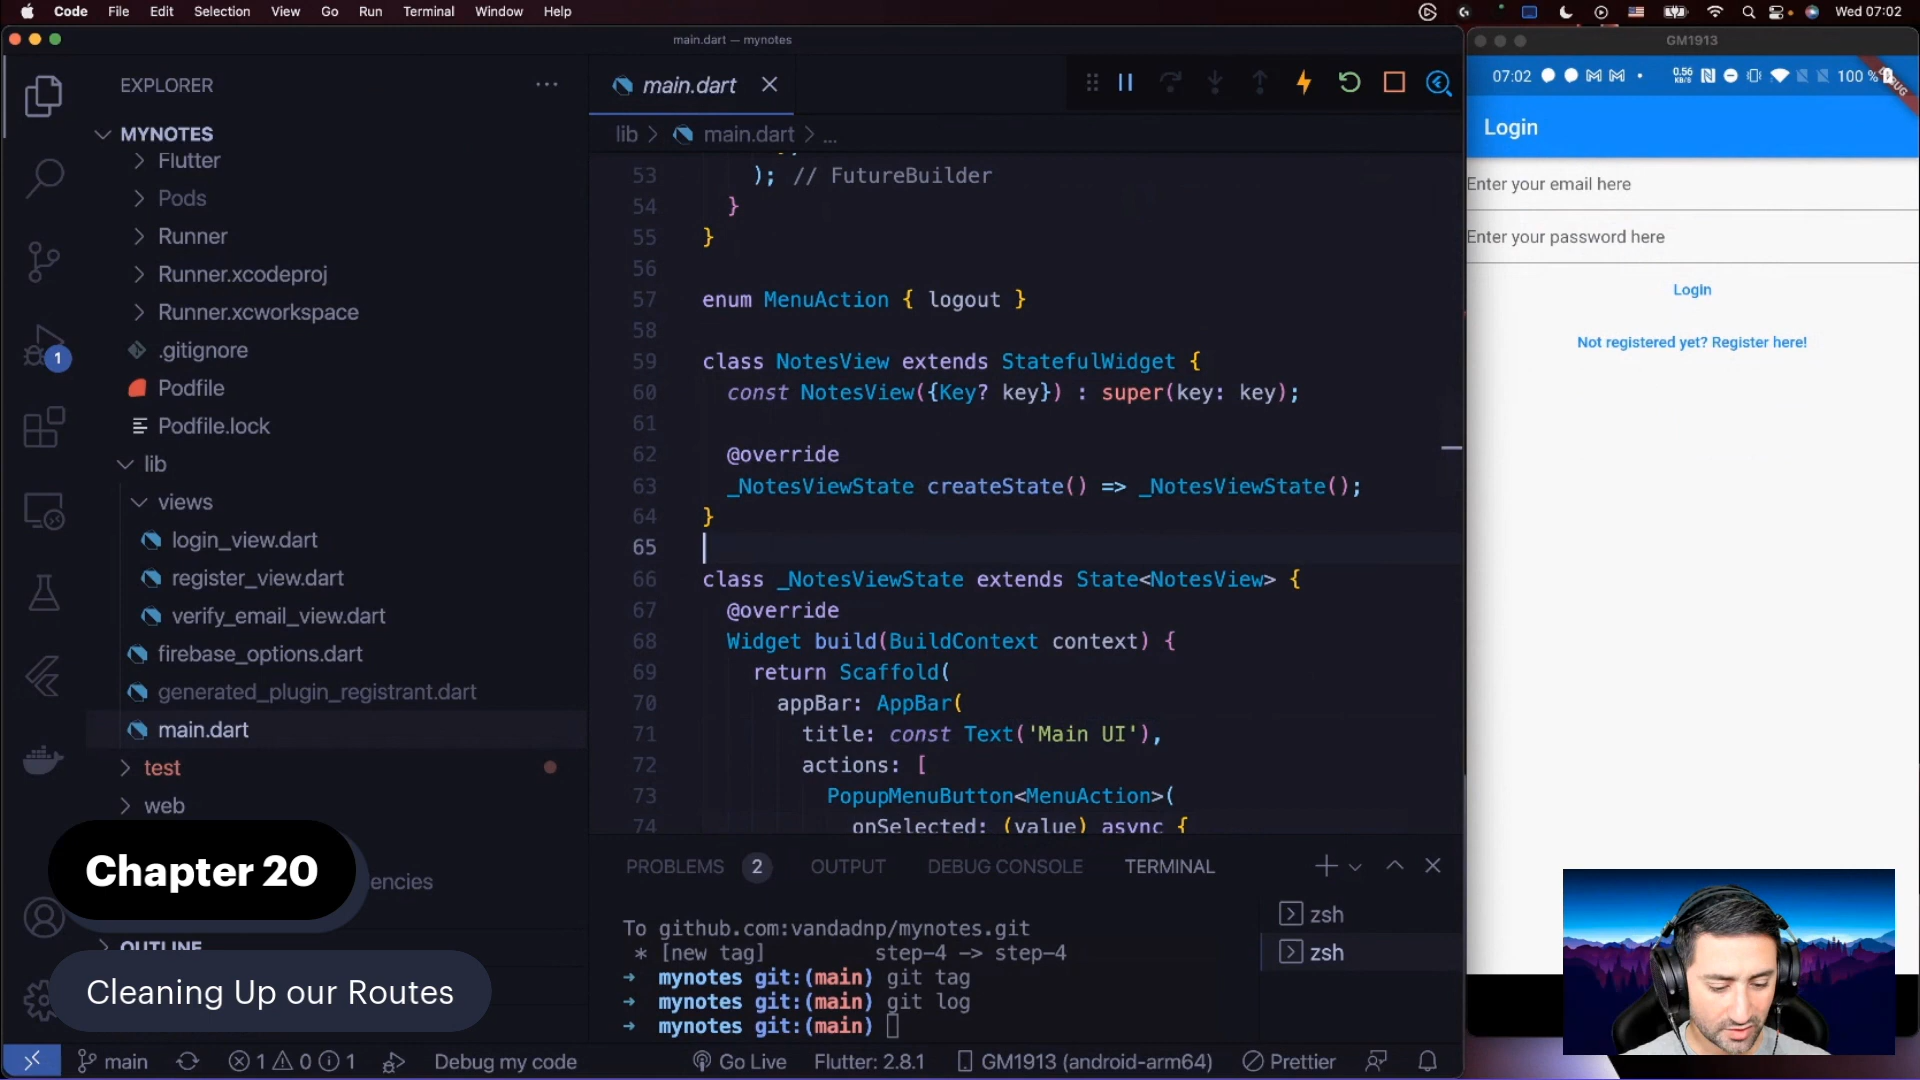 Code File Edit Selection View Go Run Terminal Window Help Wed 07:02
main.dart — mynotes
EXPLORER
MYNOTES
Flutter
Pods
Runner
Runner.xcodeproj
Runner.xcworkspace
.gitignore
Podfile
Podfile.lock
lib
views
login_view.dart
register_view.dart
verify_email_view.dart
firebase_options.dart
generated_plugin_registrant.dart
main.dart
test
web
encies
OUTLINE
1
main.dart
lib > main.dart > ...
53 ); // FutureBuilder
54 }
55 }
56
57 enum MenuAction { logout }
58
59 class NotesView extends StatefulWidget {
60 const NotesView({Key? key}) : super(key: key);
61
62 @override
63 _NotesViewState createState() => _NotesViewState();
64 }
65
66 class _NotesViewState extends State<NotesView> {
67 @override
68 Widget build(BuildContext context) {
69 return Scaffold(
70 appBar: AppBar(
71 title: const Text('Main UI'),
72 actions: [
73 PopupMenuButton<MenuAction>(
74 onSelected: (value) async {
PROBLEMS 2 OUTPUT DEBUG CONSOLE TERMINAL
To github.com:vandadnp/mynotes.git
* [new tag] step-4 -> step-4
→ mynotes git:(main) git tag
→ mynotes git:(main) git log
→ mynotes git:(main)
zsh
zsh
main 1 0 1 Debug my code Go Live Flutter: 2.8.1 GM1913 (android-arm64) Prettier
Chapter 20
Cleaning Up our Routes
GM1913
07:02 0.56 KB/S 100 %
Login
Enter your email here
Enter your password here
Login
Not registered yet? Register here!